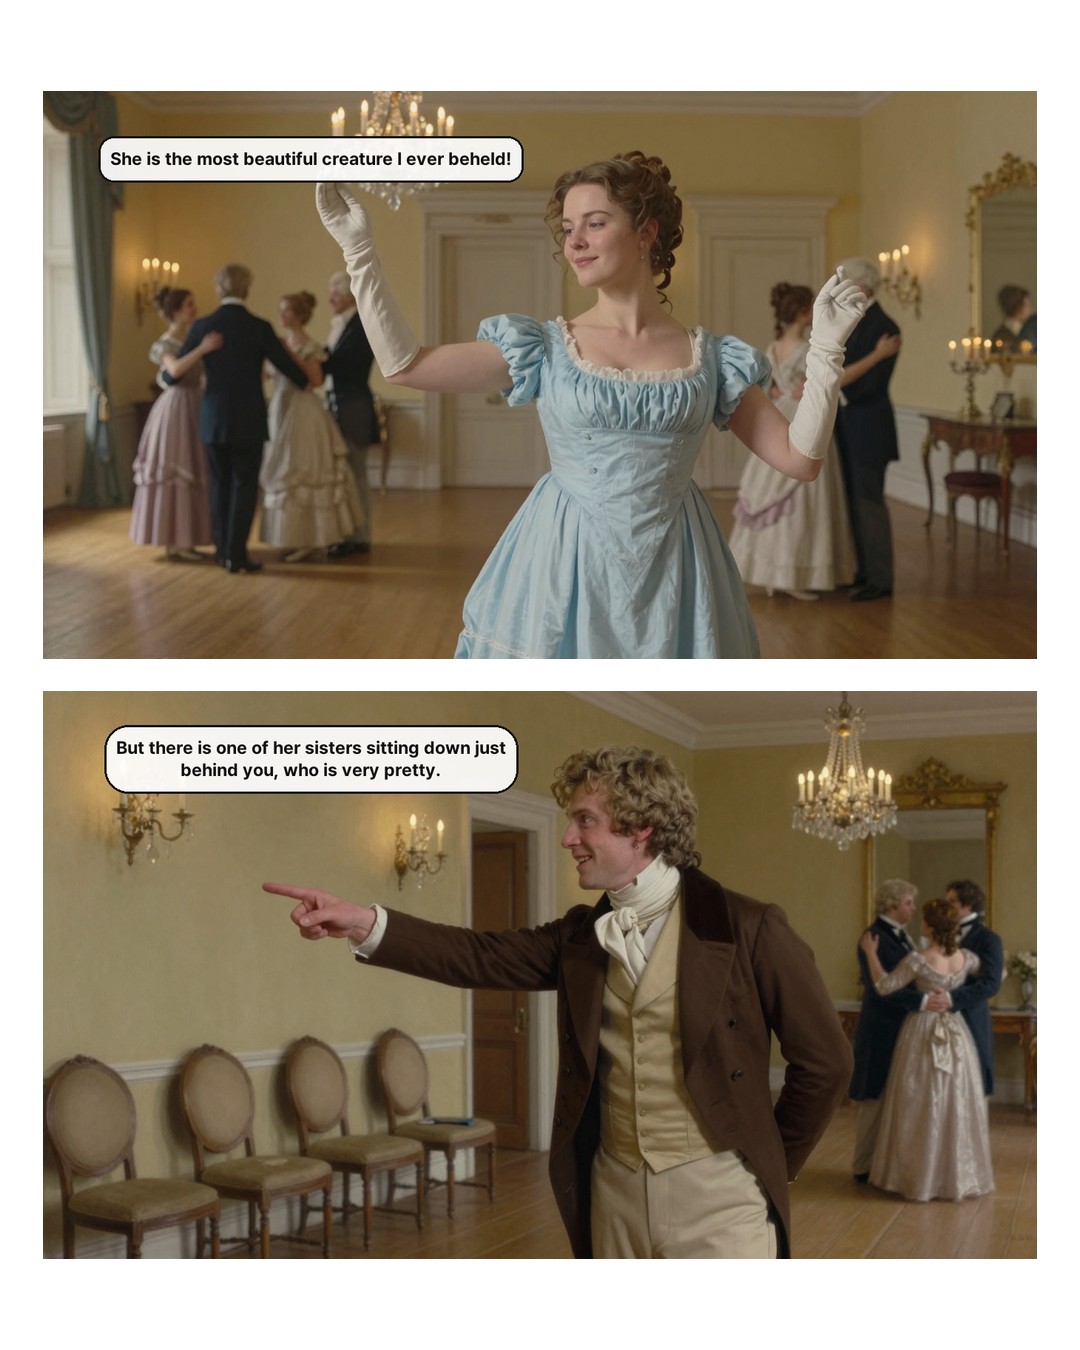 She is the most beautiful creature I ever beheld!
But there is one of her sisters sitting down just
behind you, who is very pretty.